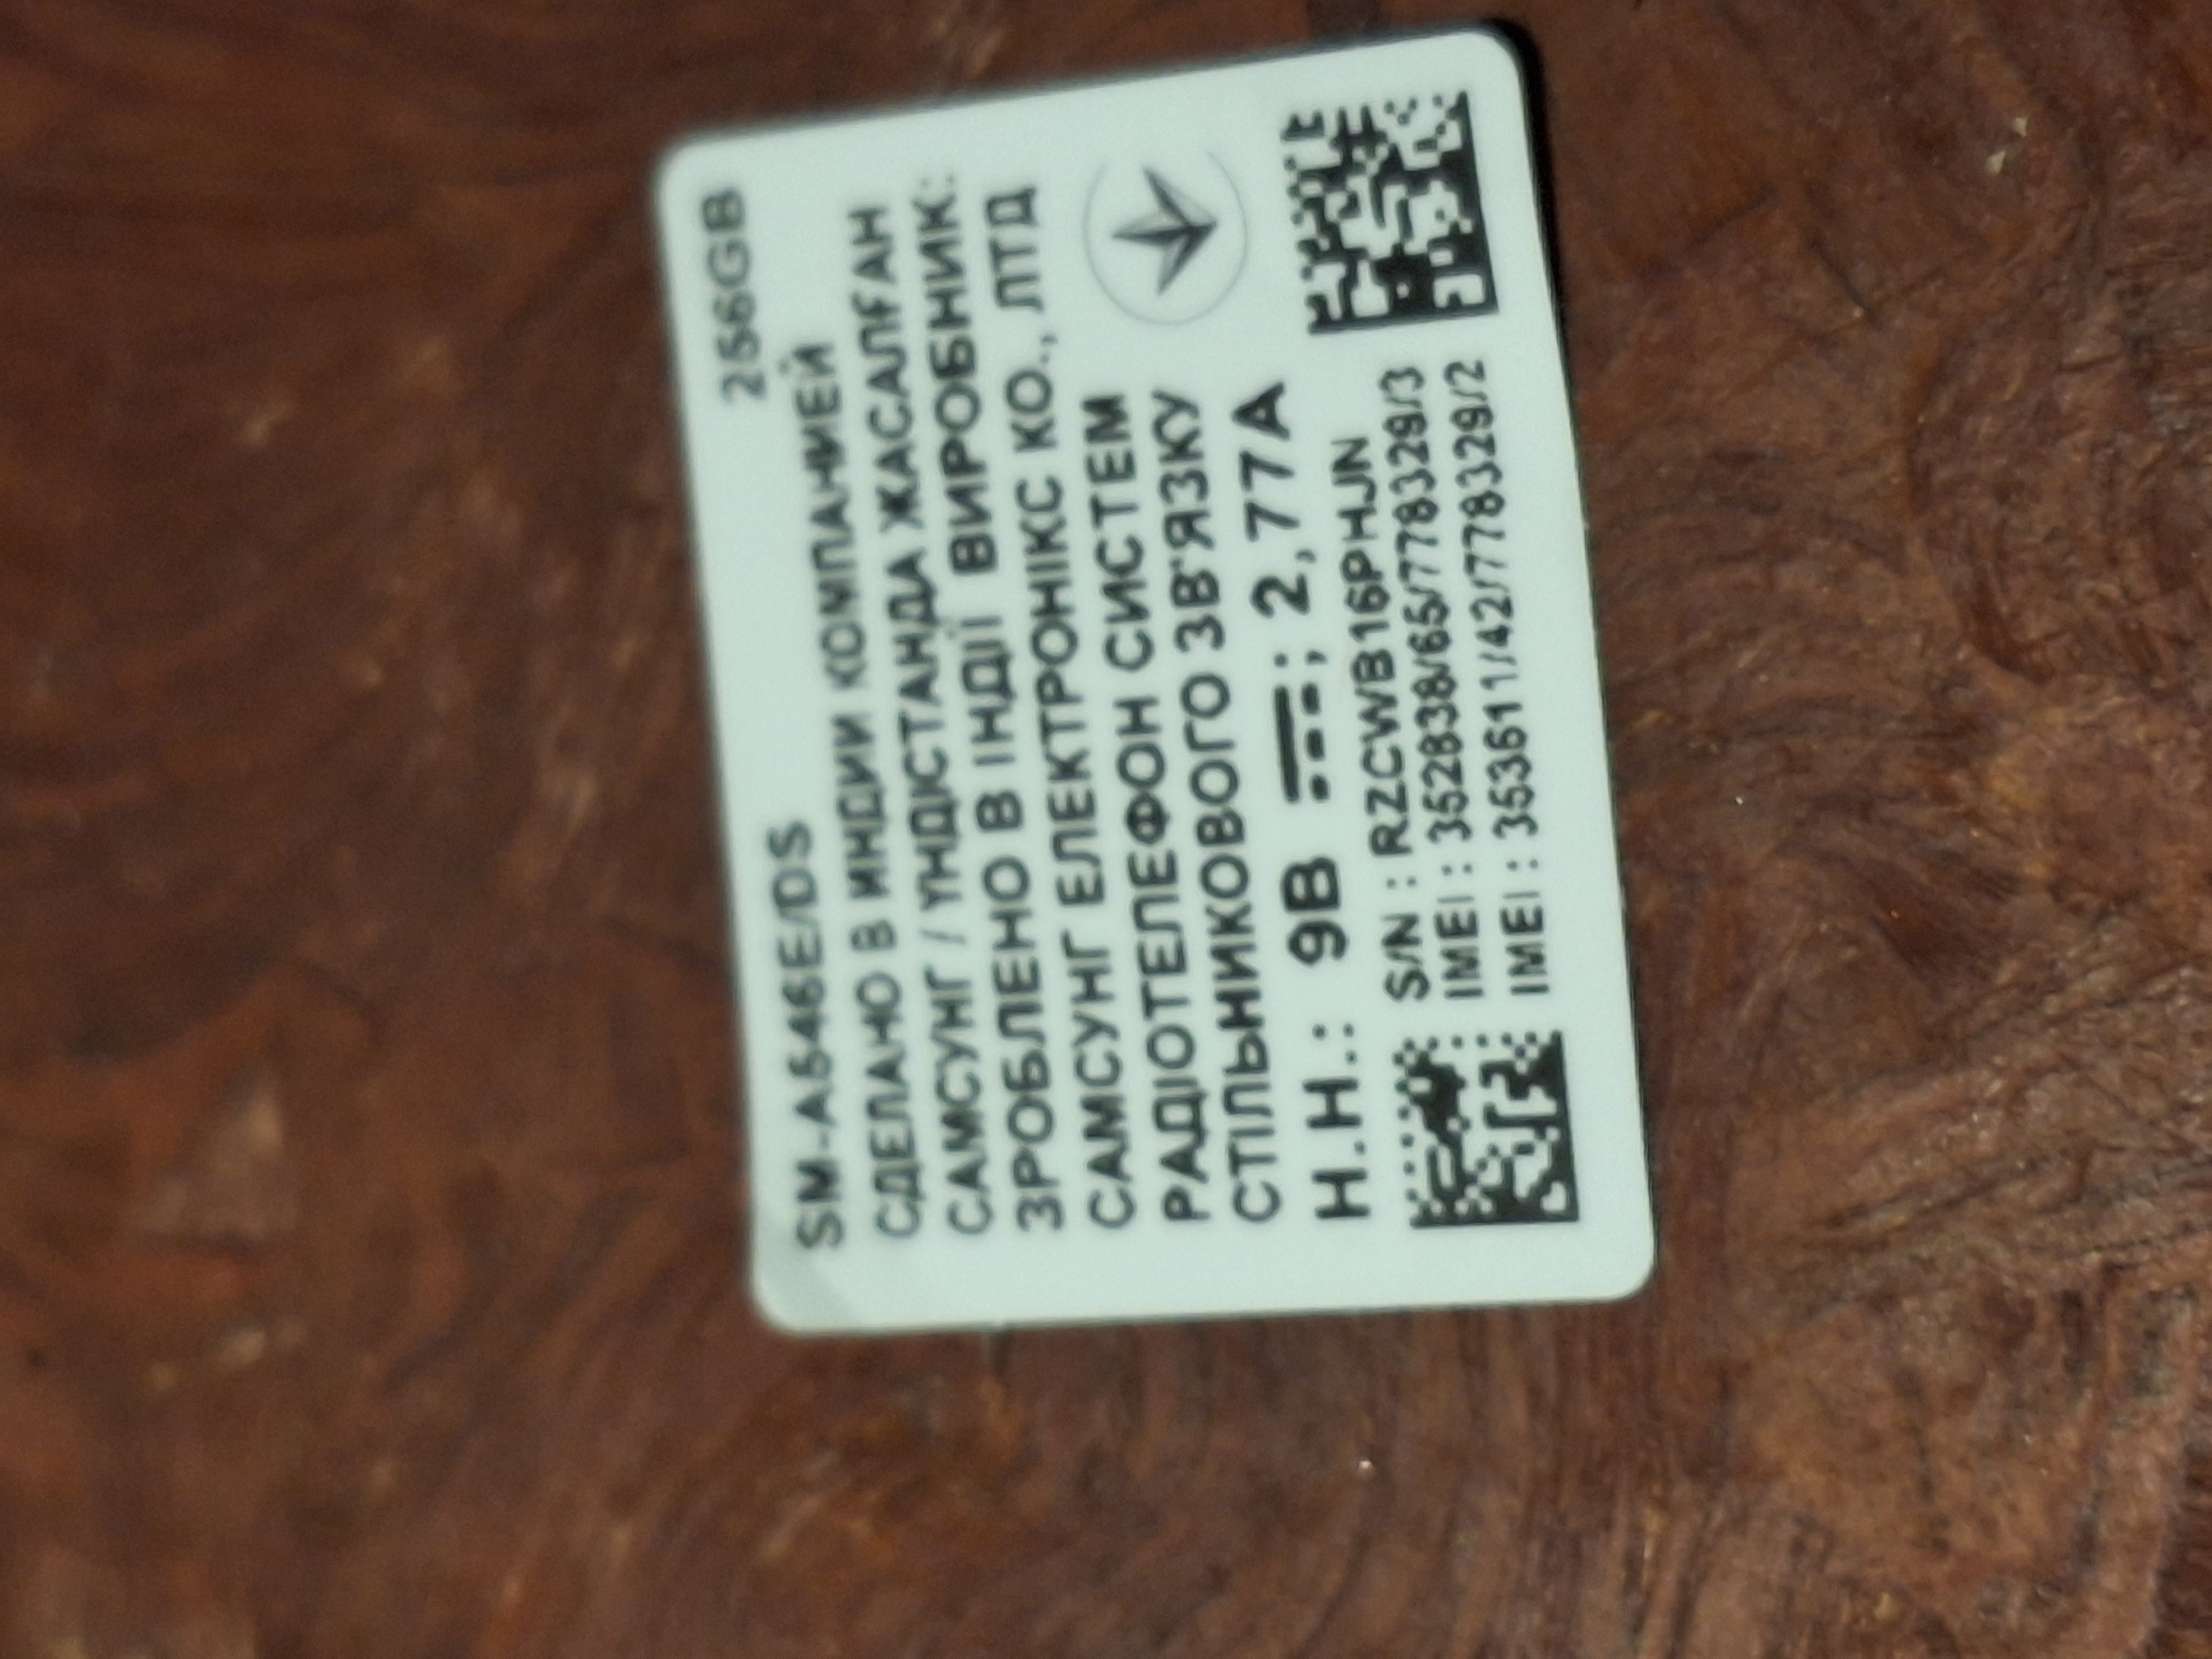 SM-A546E/DS 256GB
СДЕЛАНО В ИНДИИ КОМПАНИЕЙ
САМСУНГ / ҮНДІСТАНДА ЖАСАЛҒАН
ЗРОБЛЕНО В ІНДІЇ ВИРОБНИК:
САМСУНГ ЕЛЕКТРОНІКС КО., ЛТД
РАДІОТЕЛЕФОН СИСТЕМ
СТІЛЬНИКОВОГО ЗВ'ЯЗКУ
Н.Н.: 9В ⎓; 2,77А
S/N : RZCWB16PHJN
IMEI : 352838/65/778329/3
IMEI : 353611/42/778329/2